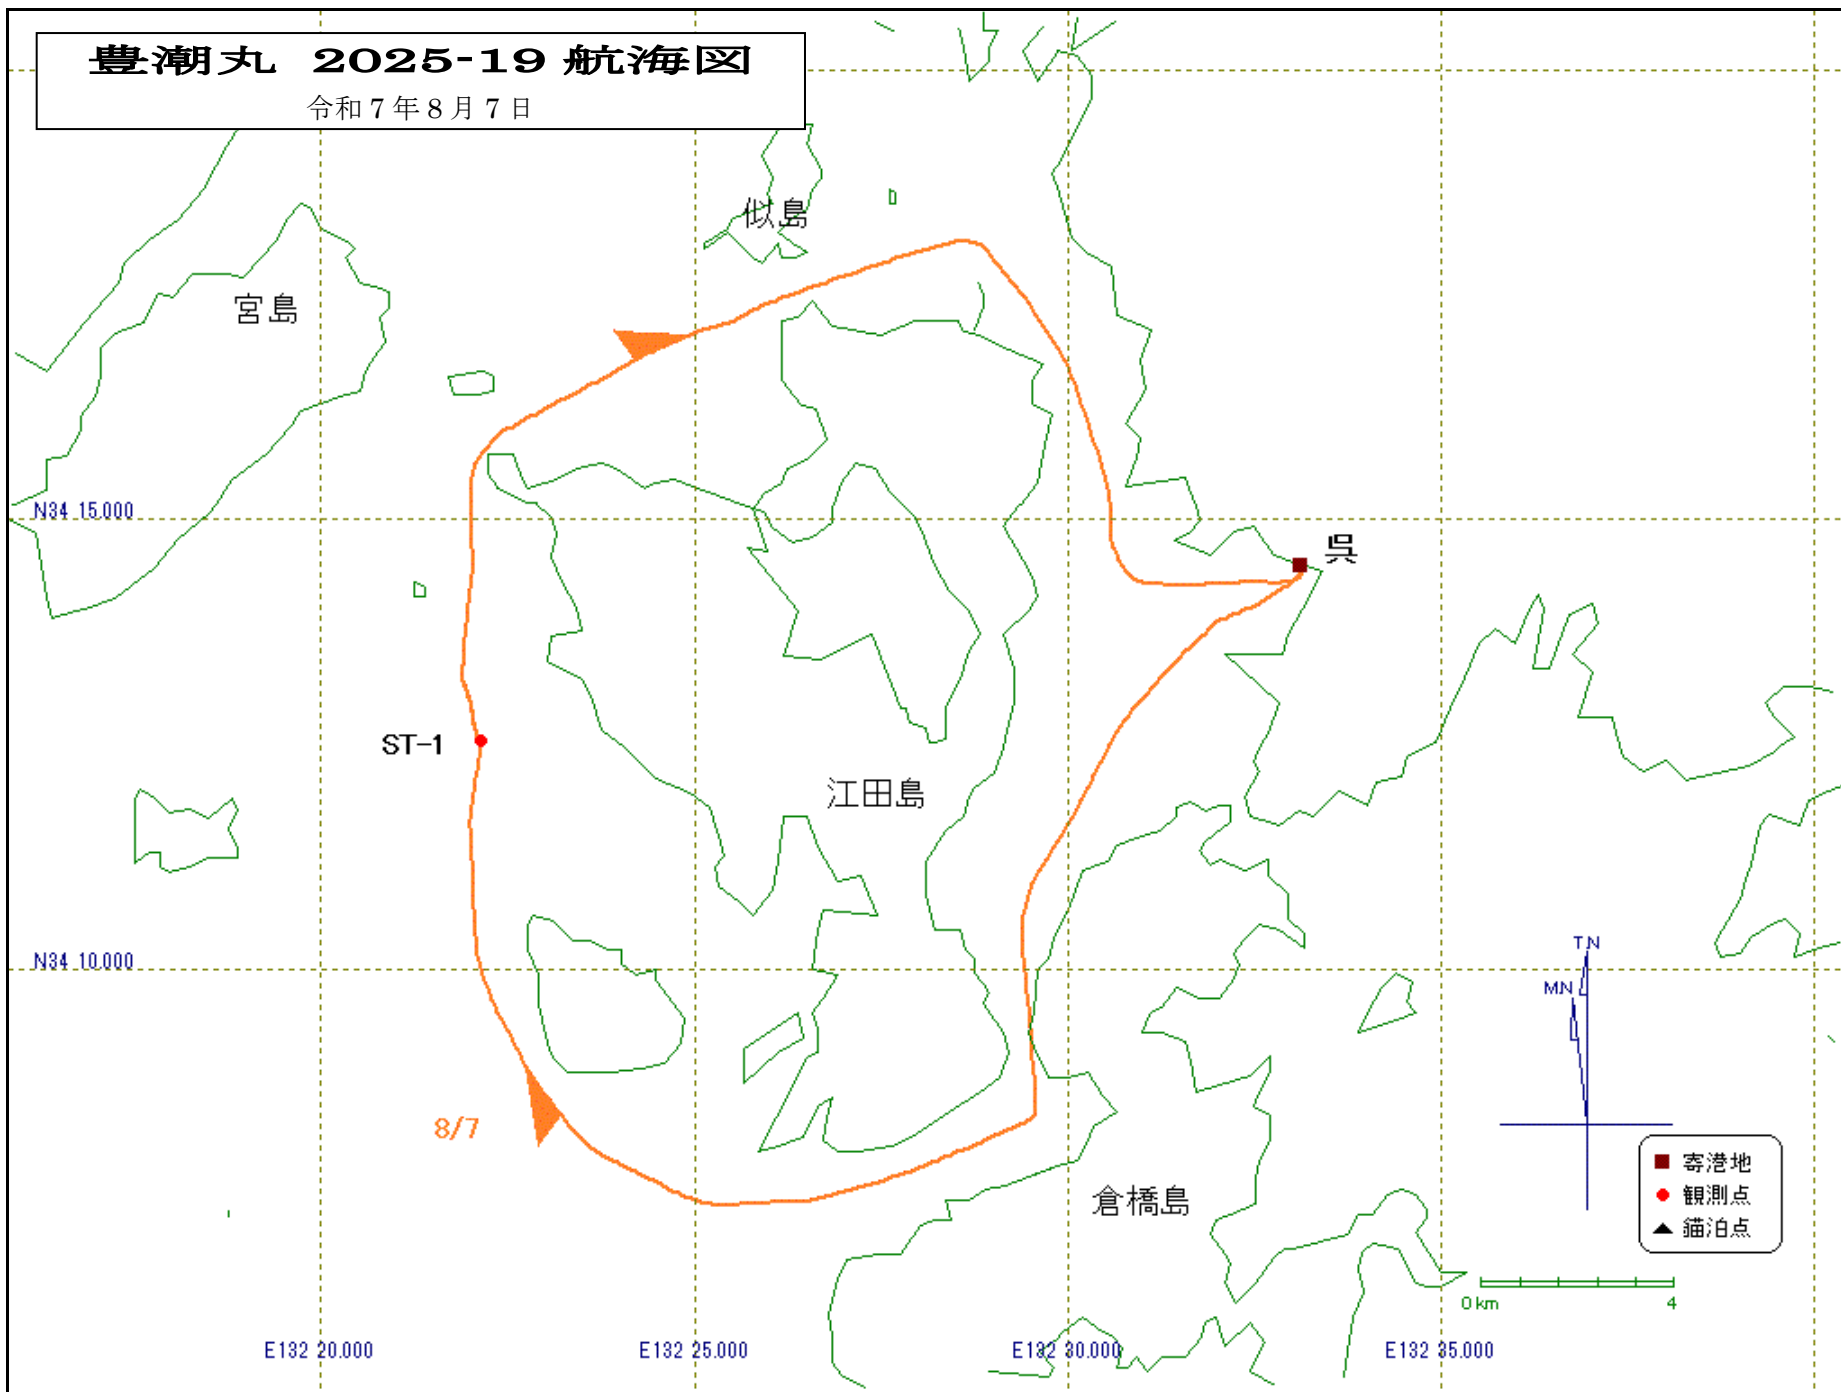 豊潮丸 2025-19 航海図
令和７年８月７日
似島
宮島
N34 15.000
呉
ST-1
江田島
T.N
N34 10.000
M.N
8/7
寄港地
倉橋島
観測点
錨泊点
0 km 4
E132 20.000
E132 25.000
E132 30.000
E132 35.000